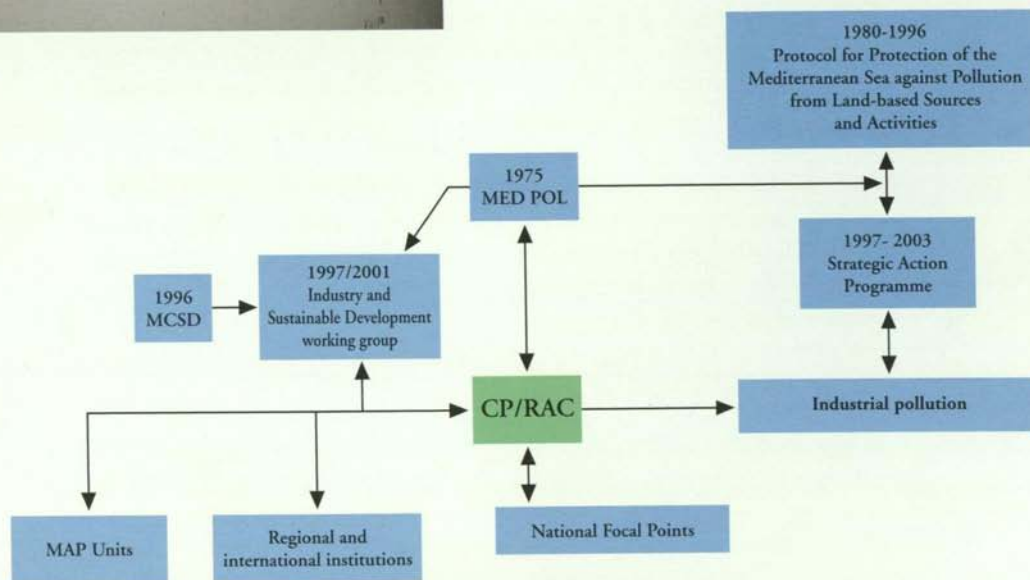 1980-1996
Protocol for Protection of the
Mediterranean Sea against Pollution
from Land-based Sources
and Activities
1975
MED POL
1997- 2003
Strategic Action
Programme
1996
MCSD
1997/2001
Industry and
Sustainable Development
working group
CP/RAC
Industrial pollution
MAP Units
Regional and
international institutions
National Focal Points